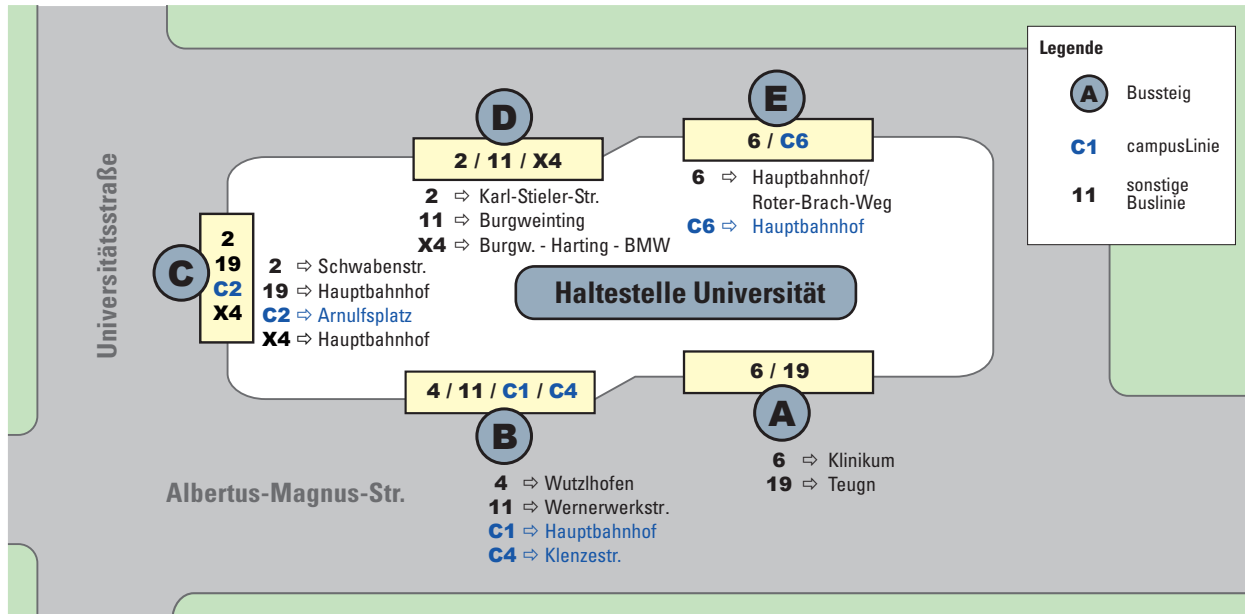 Legende
A Bussteig
C1 campusLinie
11 sonstige
Buslinie
Universitätsstraße
D
2 / 11 / X4
2 ⇨ Karl-Stieler-Str.
11 ⇨ Burgweinting
X4 ⇨ Burgw. - Harting - BMW
E
6 / C6
6 ⇨ Hauptbahnhof/
Roter-Brach-Weg
C6 ⇨ Hauptbahnhof
C
2
19
C2
X4
2 ⇨ Schwabenstr.
19 ⇨ Hauptbahnhof
C2 ⇨ Arnulfsplatz
X4 ⇨ Hauptbahnhof
Haltestelle Universität
4 / 11 / C1 / C4
B
4 ⇨ Wutzlhofen
11 ⇨ Wernerwerkstr.
C1 ⇨ Hauptbahnhof
C4 ⇨ Klenzestr.
6 / 19
A
6 ⇨ Klinikum
19 ⇨ Teugn
Albertus-Magnus-Str.